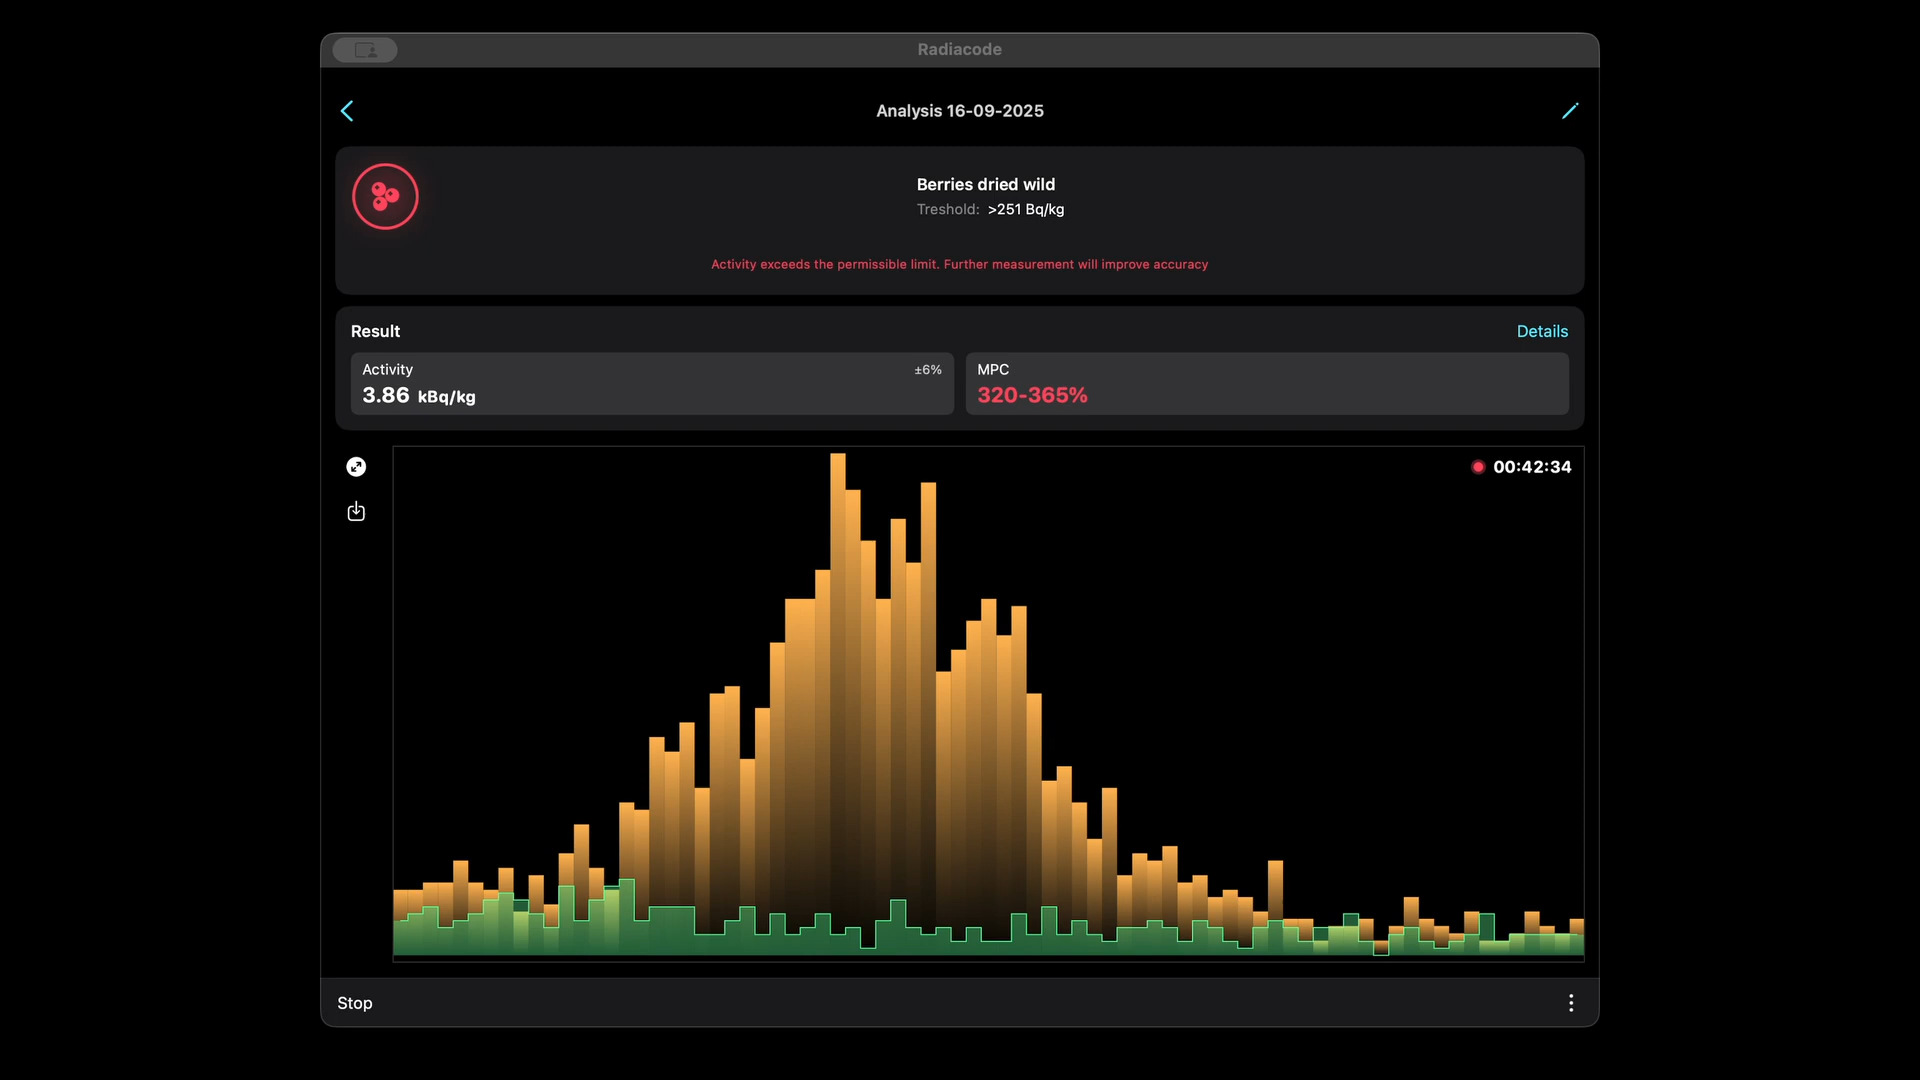 Radiacode
Analysis 16-09-2025
Berries dried wild
Treshold: >251 Bq/kg
Activity exceeds the permissible limit. Further measurement will improve accuracy
Result
Details
Activity
±6%
3.86 kBq/kg
MPC
320-365%
00:42:34
Stop